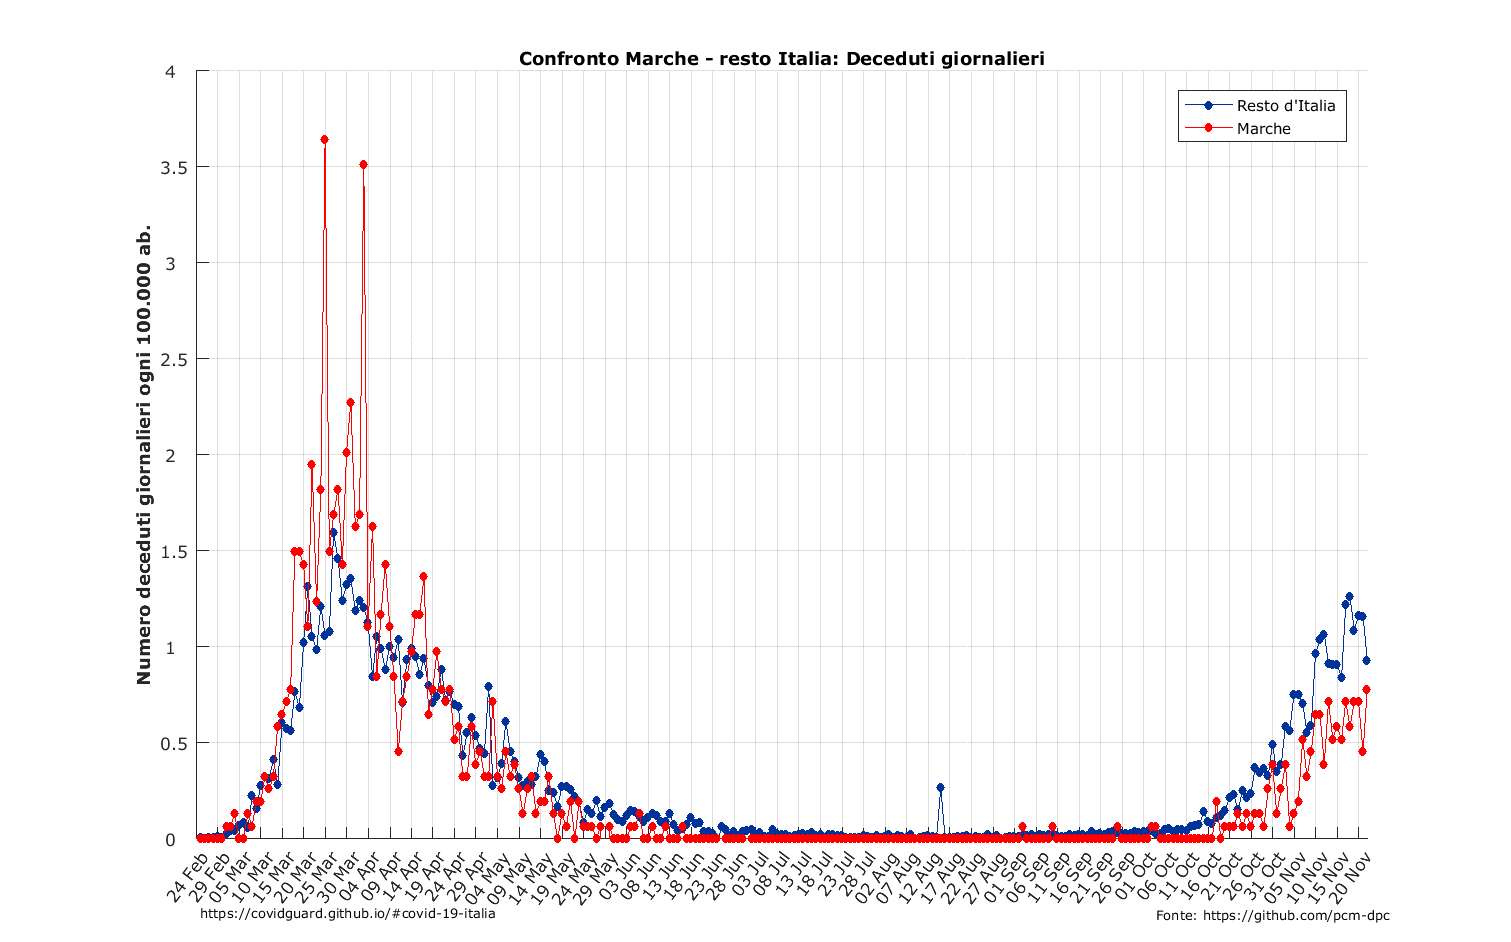 Confronto Marche - resto Italia: Deceduti giornalieri
Resto d'Italia
Marche
Numero deceduti giornalieri ogni 100.000 ab.
4
3.5
3
2.5
2
1.5
1
0.5
0
24 Feb
29 Feb
05 Mar
10 Mar
15 Mar
20 Mar
25 Mar
30 Mar
04 Apr
09 Apr
14 Apr
19 Apr
24 Apr
29 Apr
04 May
09 May
14 May
19 May
24 May
29 May
03 Jun
08 Jun
13 Jun
18 Jun
23 Jun
28 Jun
03 Jul
08 Jul
13 Jul
18 Jul
23 Jul
28 Jul
02 Aug
07 Aug
12 Aug
17 Aug
22 Aug
27 Aug
01 Sep
06 Sep
11 Sep
16 Sep
21 Sep
26 Sep
01 Oct
06 Oct
11 Oct
16 Oct
21 Oct
26 Oct
31 Oct
05 Nov
10 Nov
15 Nov
20 Nov
https://covidguard.github.io/#covid-19-italia
Fonte: https://github.com/pcm-dpc